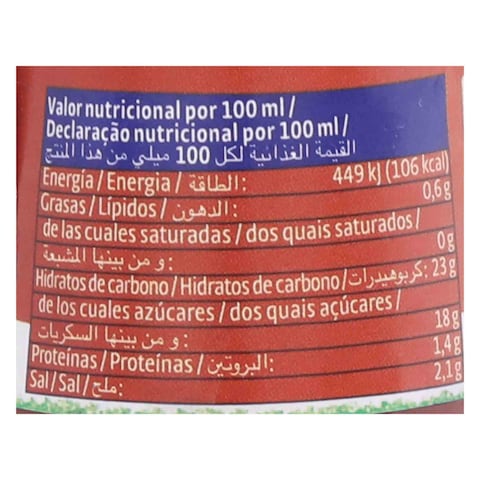 Valor nutricional por 100 ml /
Declaração nutricional por 100 ml /
القيمة الغذائية لكل 100 ميلي من هذا المنتج
Energía / Energia / الطاقة: 449 kJ (106 kcal)
Grasas / Lípidos / الدهون: 0,6 g
de las cuales saturadas / dos quais saturados /
و من بينها المشبعة: 0 g
Hidratos de carbono / Hidratos de carbono / كربوهيدرات: 23 g
de los cuales azúcares / dos quais açúcares /
و من بينها السكريات: 18 g
Proteínas / Proteínas / البروتين: 1,4 g
Sal / Sal / ملح: 2,1 g